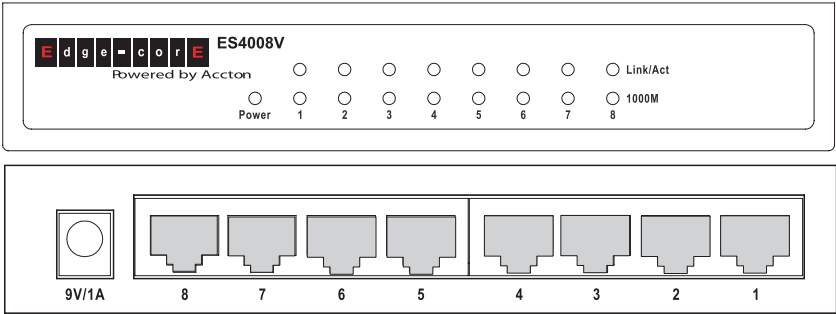 Edge-corE ES4008V
Powered by Accton
Link/Act
1000M
Power 1 2 3 4 5 6 7 8
9V/1A 8 7 6 5 4 3 2 1